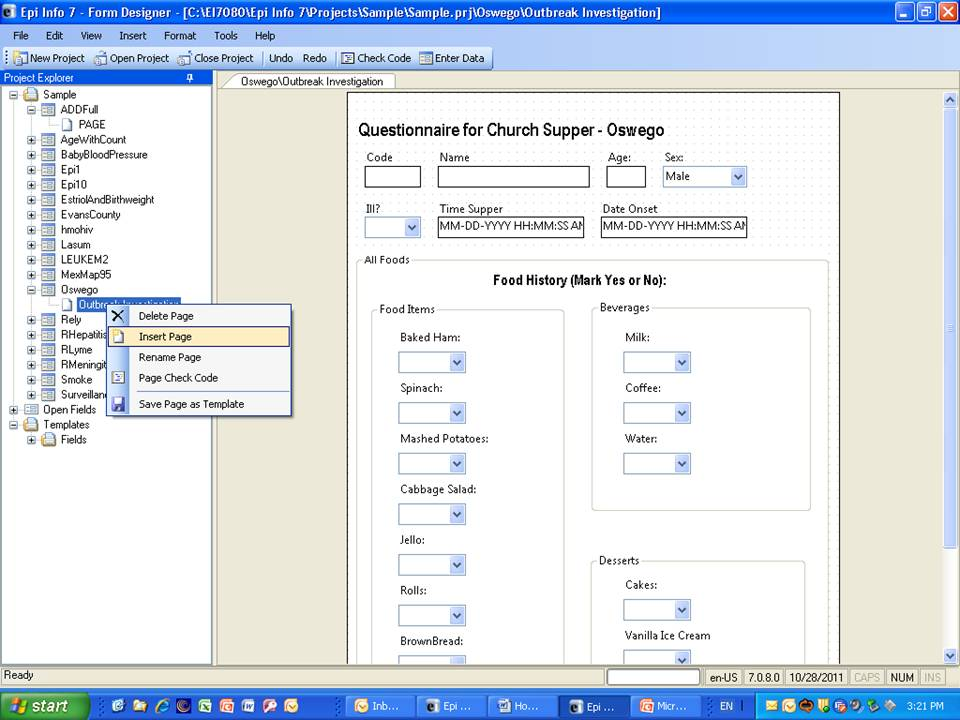 Epi Info 7 - Form Designer - [C:\EI7080\Epi Info 7\Projects\Sample\Sample.prj\Oswego\Outbreak Investigation]
File Edit View Insert Format Tools Help
New Project Open Project Close Project Undo Redo Check Code Enter Data
Project Explorer
Oswego\Outbreak Investigation
Sample
ADDFull
PAGE
AgeWithCount
BabyBloodPressure
Epi1
Epi10
EstriolAndBirthweight
EvansCounty
hmohiv
Lasum
LEUKEM2
MexMap95
Oswego
Outbreak Investigation
Rely
RHepatitis
RLyme
RMeningit
Smoke
Surveillan
Open Fields
Templates
Fields
Delete Page
Insert Page
Rename Page
Page Check Code
Save Page as Template
Questionnaire for Church Supper - Oswego
Code Name Age: Sex:
Male
Ill? Time Supper Date Onset
MM-DD-YYYY HH:MM:SS AM MM-DD-YYYY HH:MM:SS AM
All Foods
Food History (Mark Yes or No):
Food Items
Baked Ham:
Spinach:
Mashed Potatoes:
Cabbage Salad:
Jello:
Rolls:
BrownBread:
Beverages
Milk:
Coffee:
Water:
Desserts
Cakes:
Vanilla Ice Cream
Ready
en-US 7.0.8.0 10/28/2011 CAPS NUM INS
start
Inb...
Epi ...
Ho...
Epi ...
Micr...
EN
3:21 PM